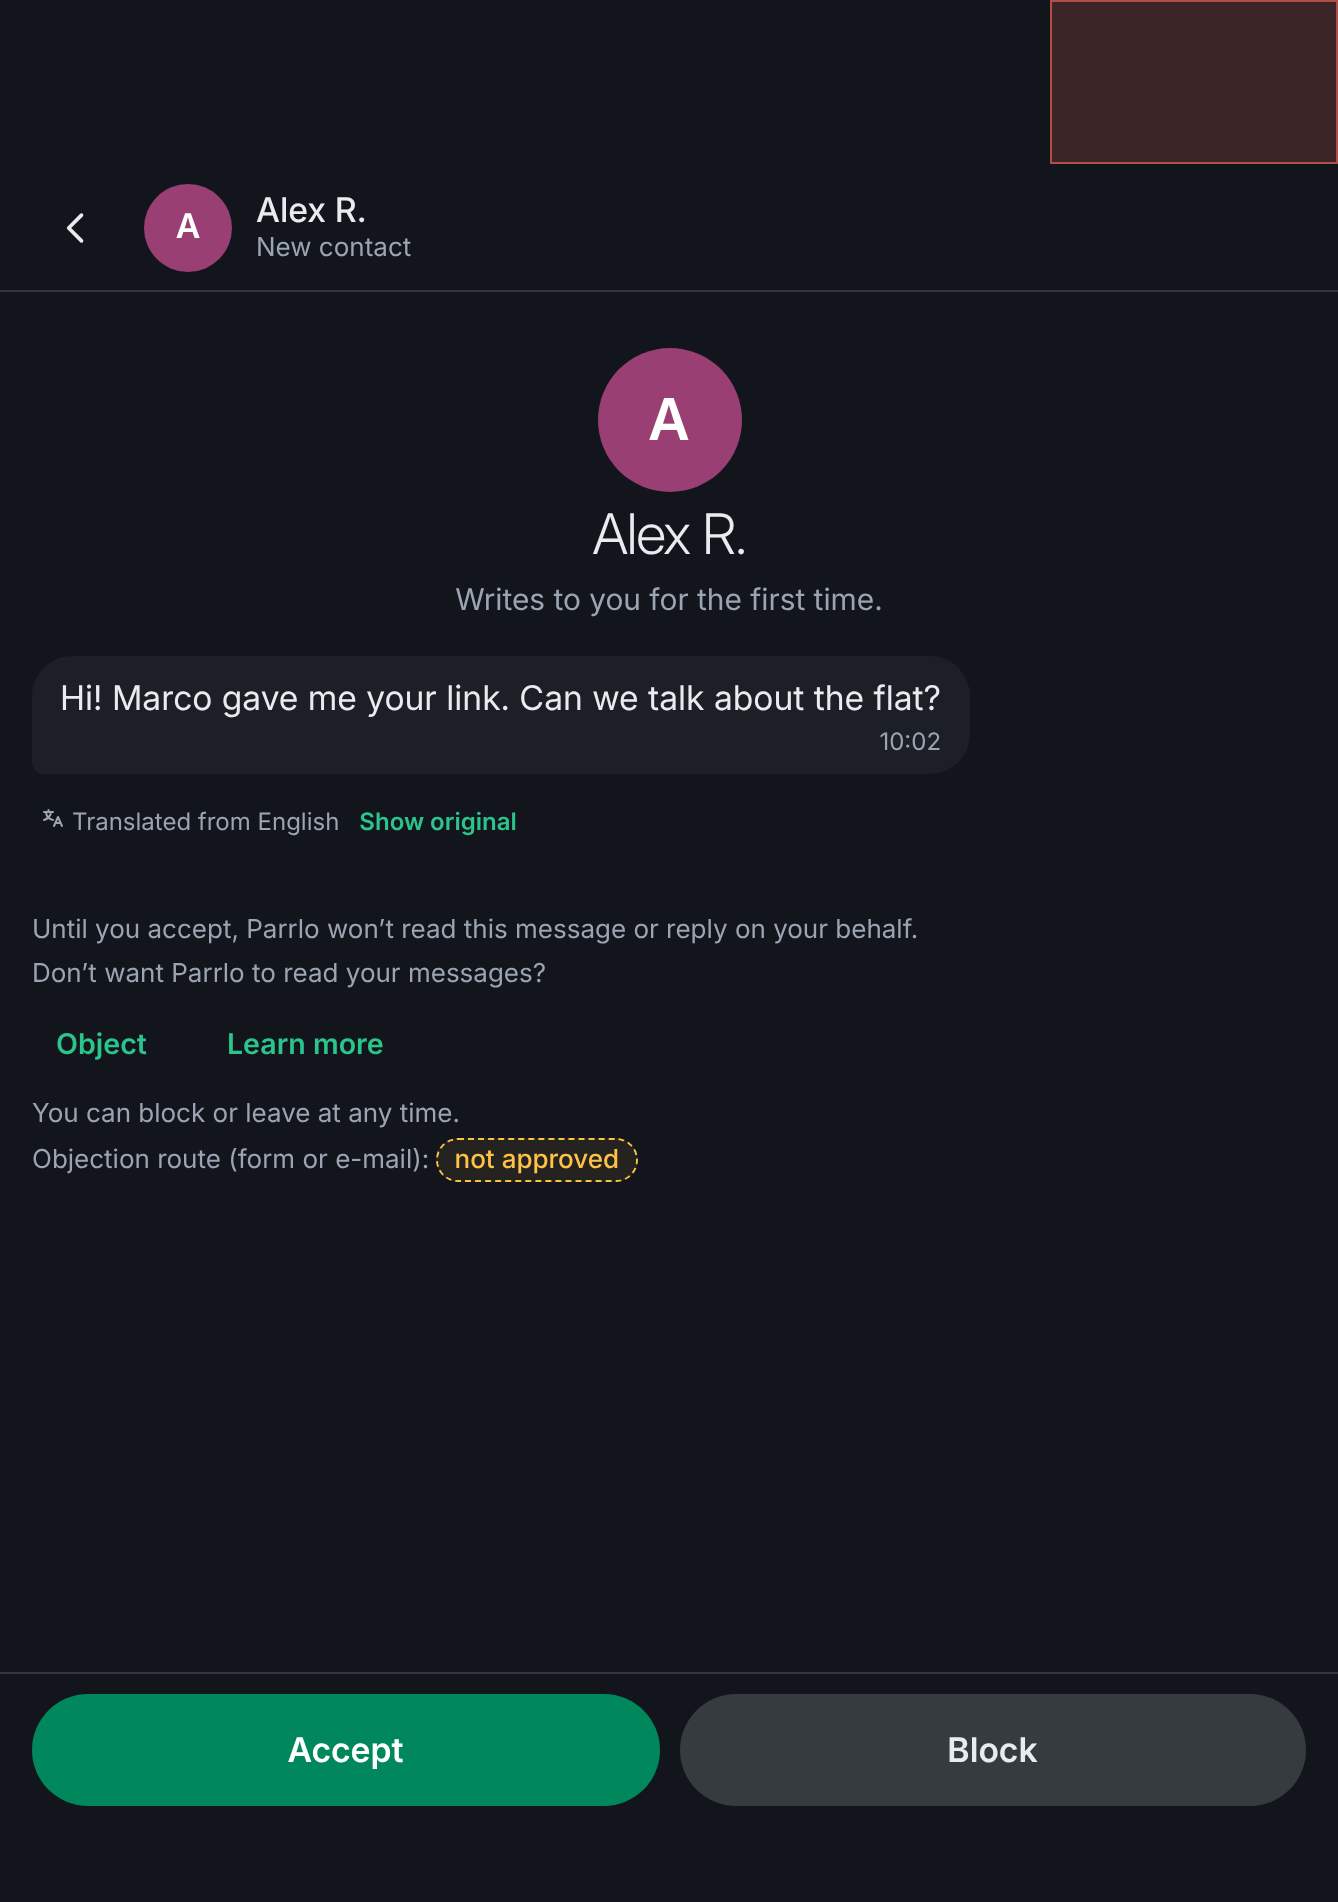 A
Alex R.
New contact
A
Alex R.
Writes to you for the first time.
Hi! Marco gave me your link. Can we talk about the flat?
10:02
Translated from English Show original
Until you accept, Parrlo won’t read this message or reply on your behalf.
Don’t want Parrlo to read your messages?
Object Learn more
You can block or leave at any time.
Objection route (form or e-mail): not approved
Accept Block